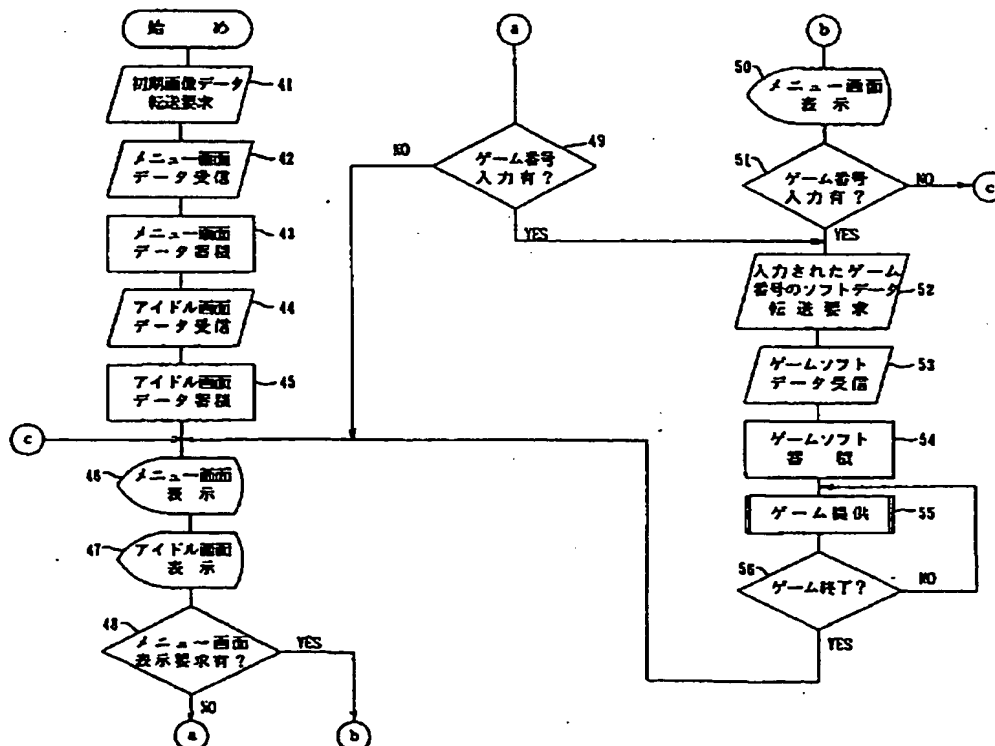 始め
初期画像データ
転送要求
41
メニュー画面
データ受信
42
メニュー画面
データ蓄積
43
アイドル画面
データ受信
44
アイドル画面
データ蓄積
45
c
46
メニュー画面
表示
47
アイドル画面
表示
48
メニュー画面
表示要求有?
YES
NO
a
b
a
49
ゲーム番号
入力有?
NO
YES
b
50
メニュー画面
表示
51
ゲーム番号
入力有?
NO
c
YES
入力されたゲーム
番号のソフトデータ
転送要求
52
ゲームソフト
データ受信
53
ゲームソフト
蓄積
54
ゲーム提供
55
56
ゲーム終了?
NO
YES